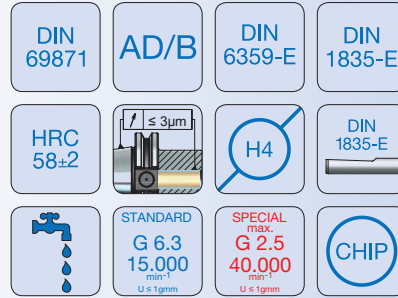 DIN
69871
AD/B
DIN
6359-E
DIN
1835-E
HRC
58±2
≤ 3µm
H4
DIN
1835-E
STANDARD
G 6.3
15.000
min⁻¹
U ≤ 1gmm
SPECIAL
max.
G 2.5
40.000
min⁻¹
U ≤ 1gmm
CHIP